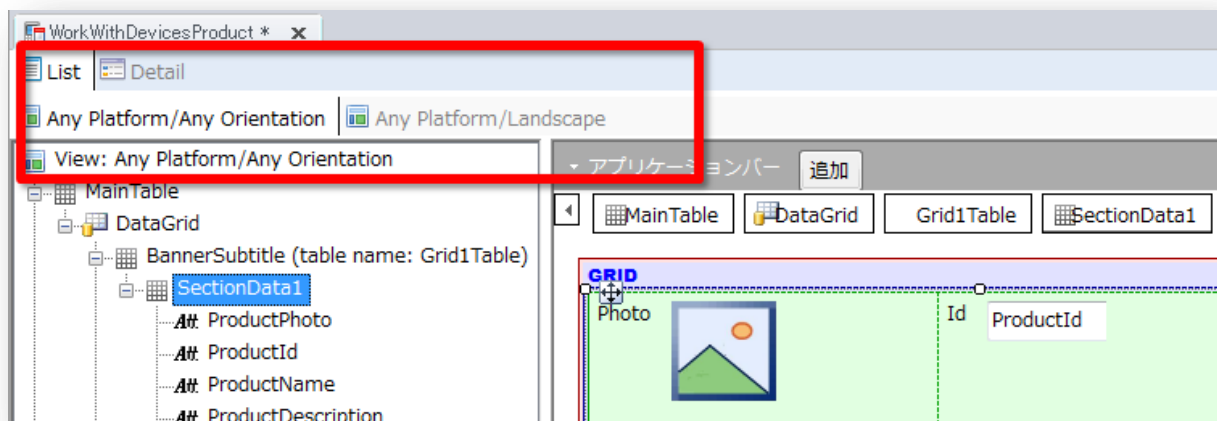 WorkWithDevicesProduct * x
List Detail
Any Platform/Any Orientation Any Platform/Landscape
View: Any Platform/Any Orientation
アプリケーションバー 追加
MainTable
DataGrid
BannerSubtitle (table name: Grid1Table)
SectionData1
ProductPhoto
ProductId
ProductName
ProductDescription
MainTable DataGrid Grid1Table SectionData1
GRID
Photo Id ProductId